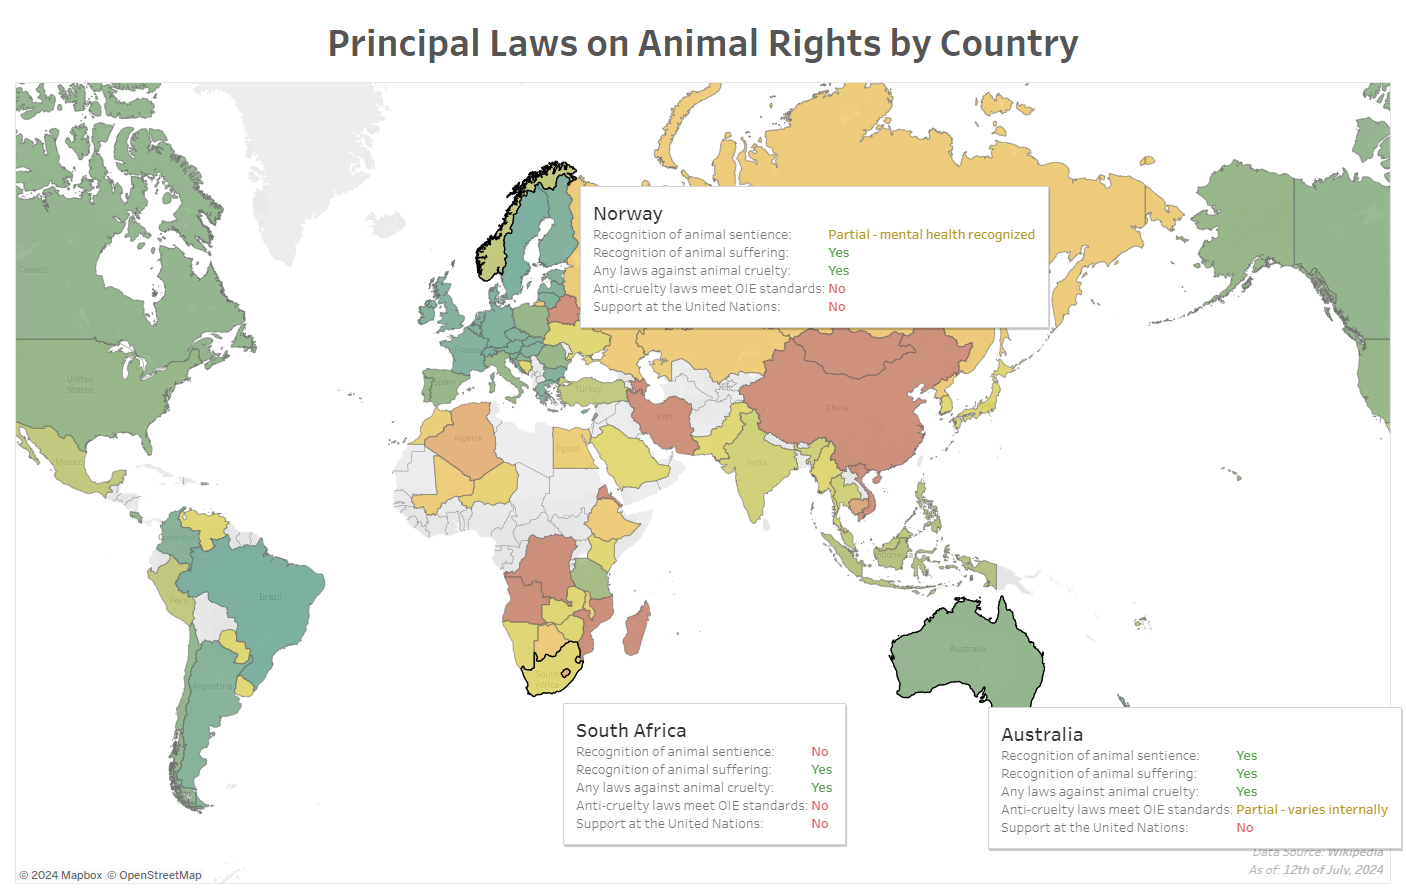 Principal Laws on Animal Rights by Country
Canada
United
States
Mexico
Colombia
Peru
Brazil
Argentina
France
Spain
Turkey
Algeria
Egypt
Iran
China
India
Indonesia
South
Africa
Australia
Norway
Recognition of animal sentience: Partial - mental health recognized
Recognition of animal suffering: Yes
Any laws against animal cruelty: Yes
Anti-cruelty laws meet OIE standards: No
Support at the United Nations: No
South Africa
Recognition of animal sentience: No
Recognition of animal suffering: Yes
Any laws against animal cruelty: Yes
Anti-cruelty laws meet OIE standards: No
Support at the United Nations: No
Australia
Recognition of animal sentience: Yes
Recognition of animal suffering: Yes
Any laws against animal cruelty: Yes
Anti-cruelty laws meet OIE standards: Partial - varies internally
Support at the United Nations: No
Data Source: Wikipedia
As of: 12th of July, 2024
© 2024 Mapbox © OpenStreetMap